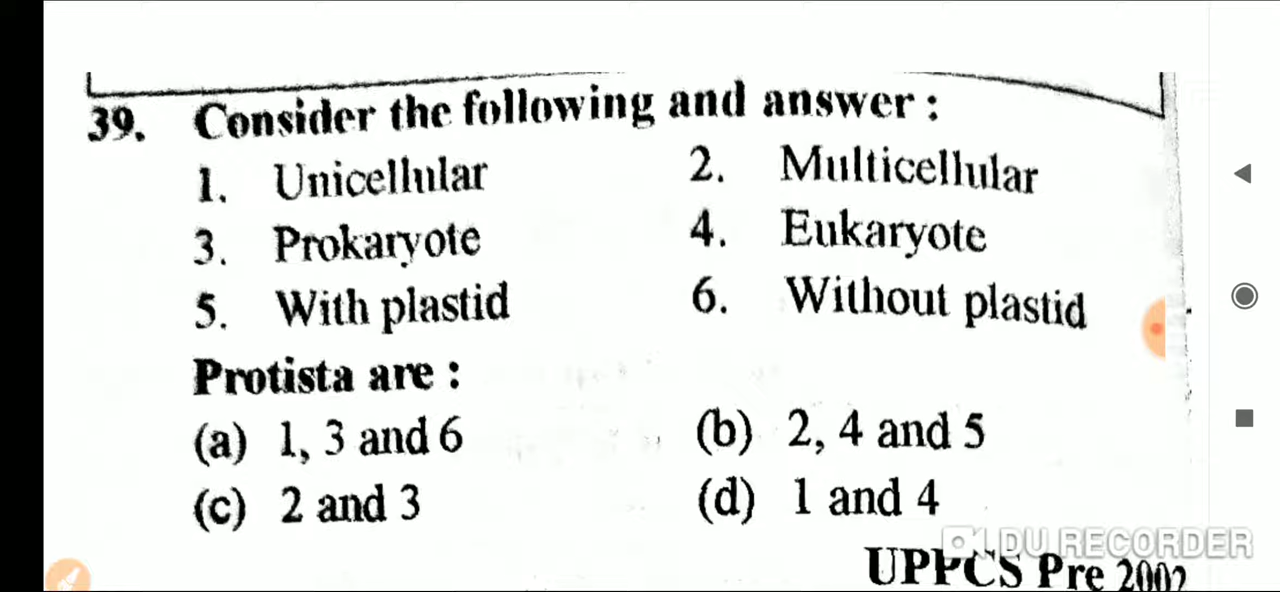 39. Consider the following and answer :
1. Unicellular 2. Multicellular
3. Prokaryote 4. Eukaryote
5. With plastid 6. Without plastid
Protista are :
(a) 1, 3 and 6 (b) 2, 4 and 5
(c) 2 and 3 (d) 1 and 4
DU RECORDER
UPPCS Pre 2002